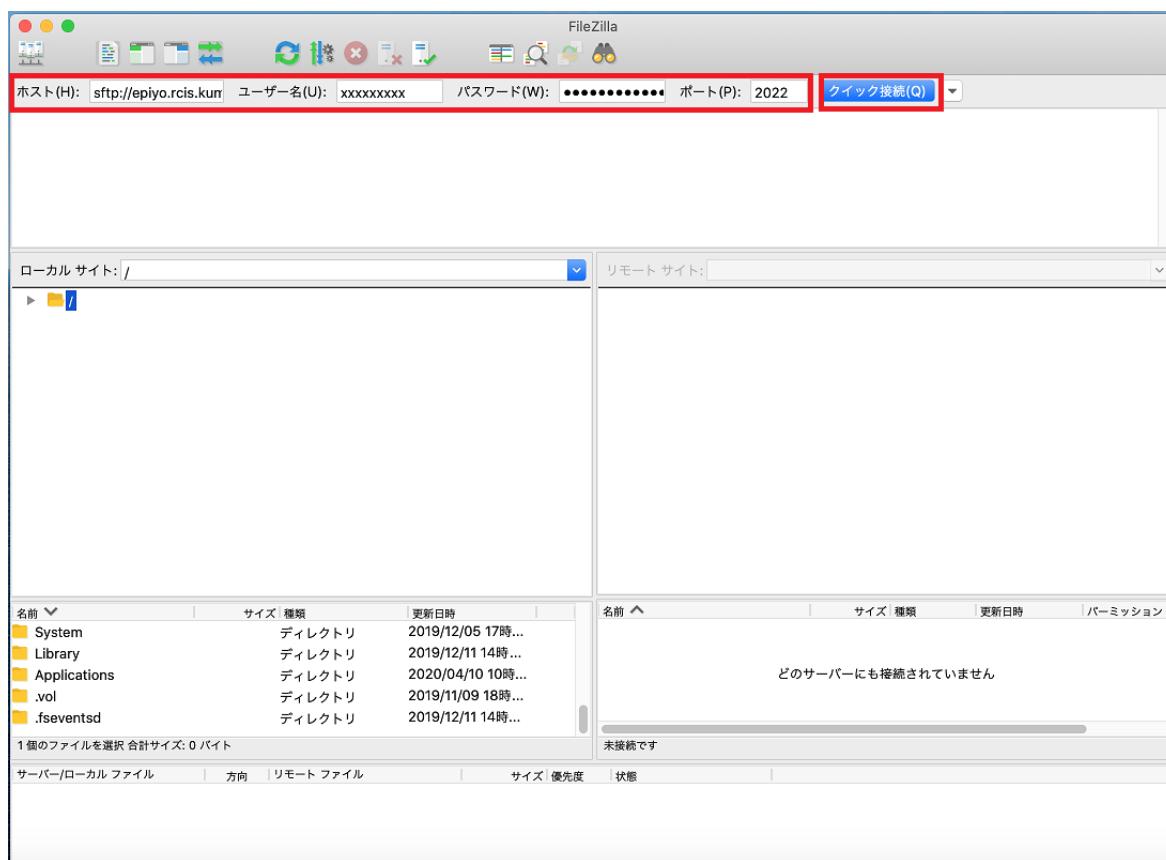 FileZilla
ホスト(H): sftp://epiyo.rcis.kum ユーザー名(U): xxxxxxxxx パスワード(W): ●●●●●●●●●●●● ポート(P): 2022 クイック接続(Q)
ローカル サイト: /
リモート サイト:
/
名前 サイズ 種類 更新日時
System ディレクトリ 2019/12/05 17時...
Library ディレクトリ 2019/12/11 14時...
Applications ディレクトリ 2020/04/10 10時...
.vol ディレクトリ 2019/11/09 18時...
.fseventsd ディレクトリ 2019/12/11 14時...
1個のファイルを選択 合計サイズ: 0 バイト
名前 サイズ 種類 更新日時 パーミッション
どのサーバーにも接続されていません
未接続です
サーバー/ローカル ファイル 方向 リモート ファイル サイズ 優先度 状態